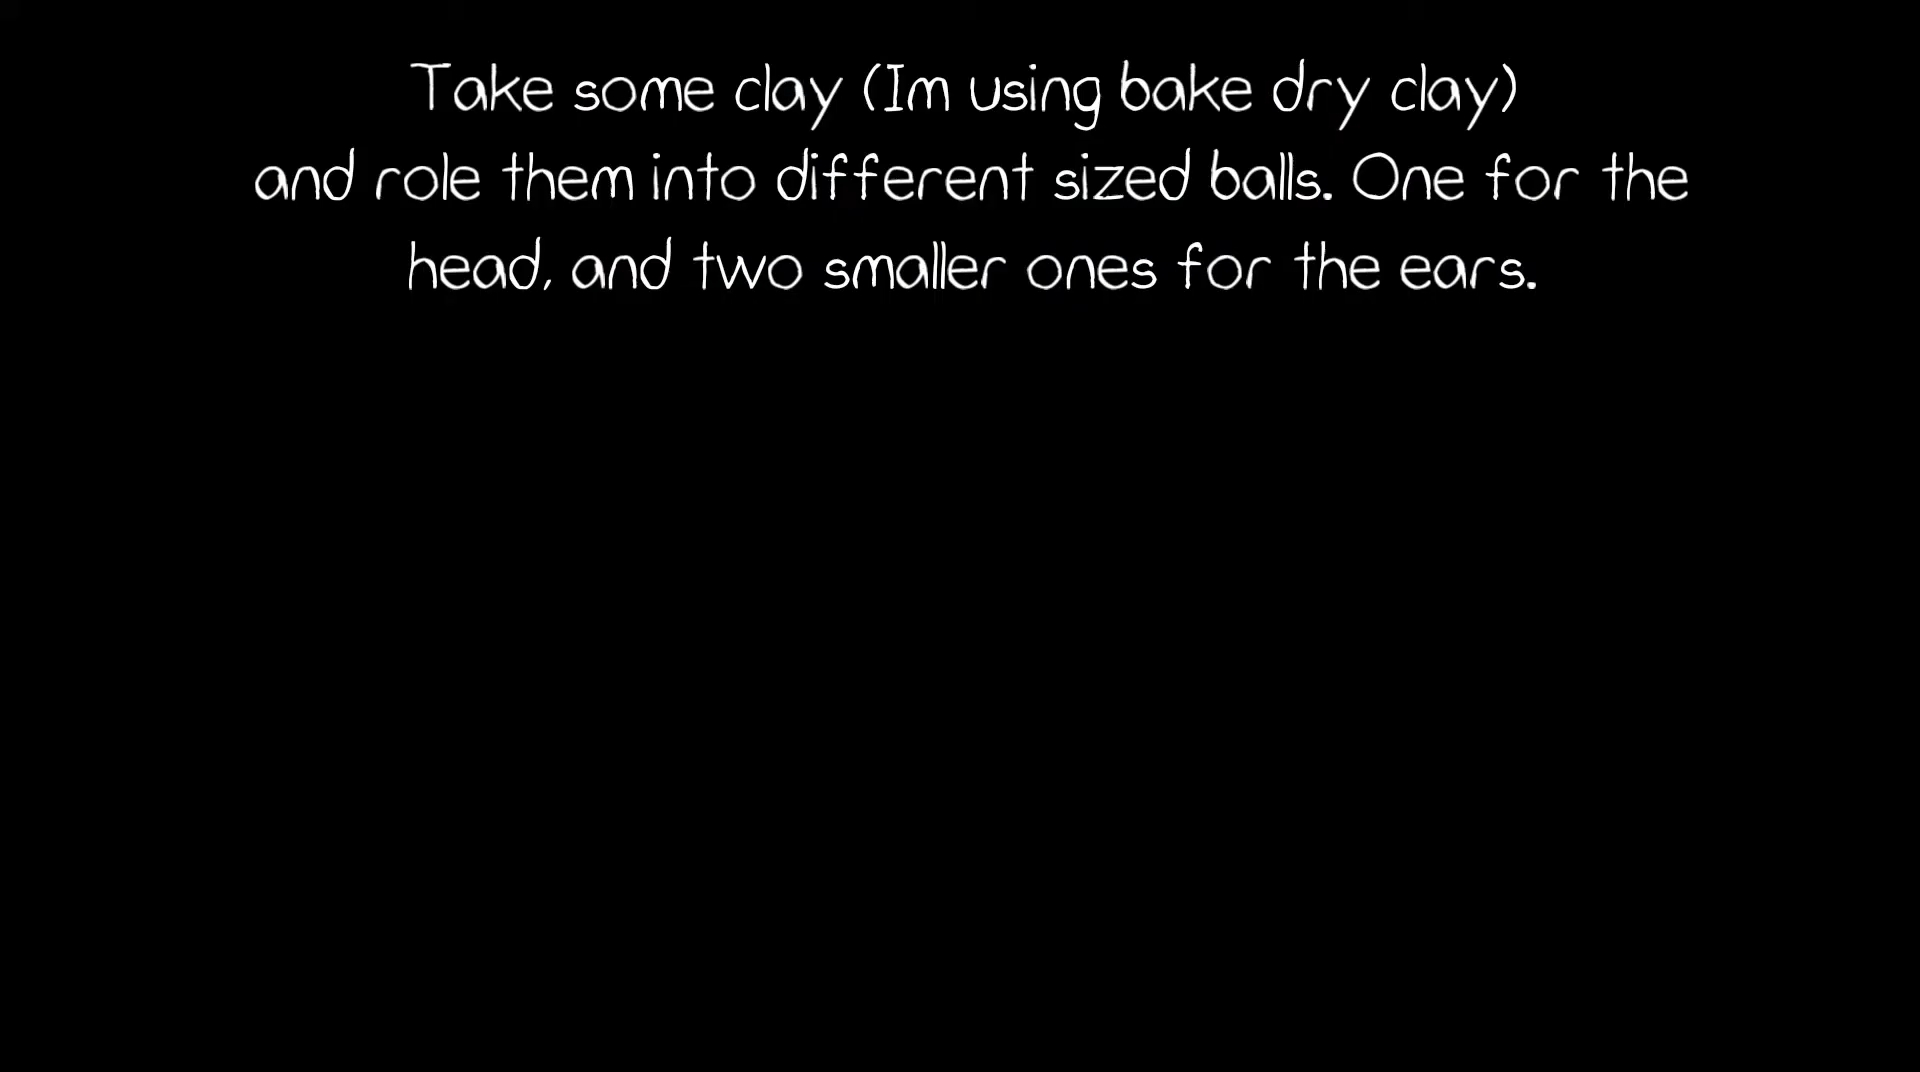 Take some clay (Im using bake dry clay)
and role them into different sized balls. One for the
head, and two smaller ones for the ears.